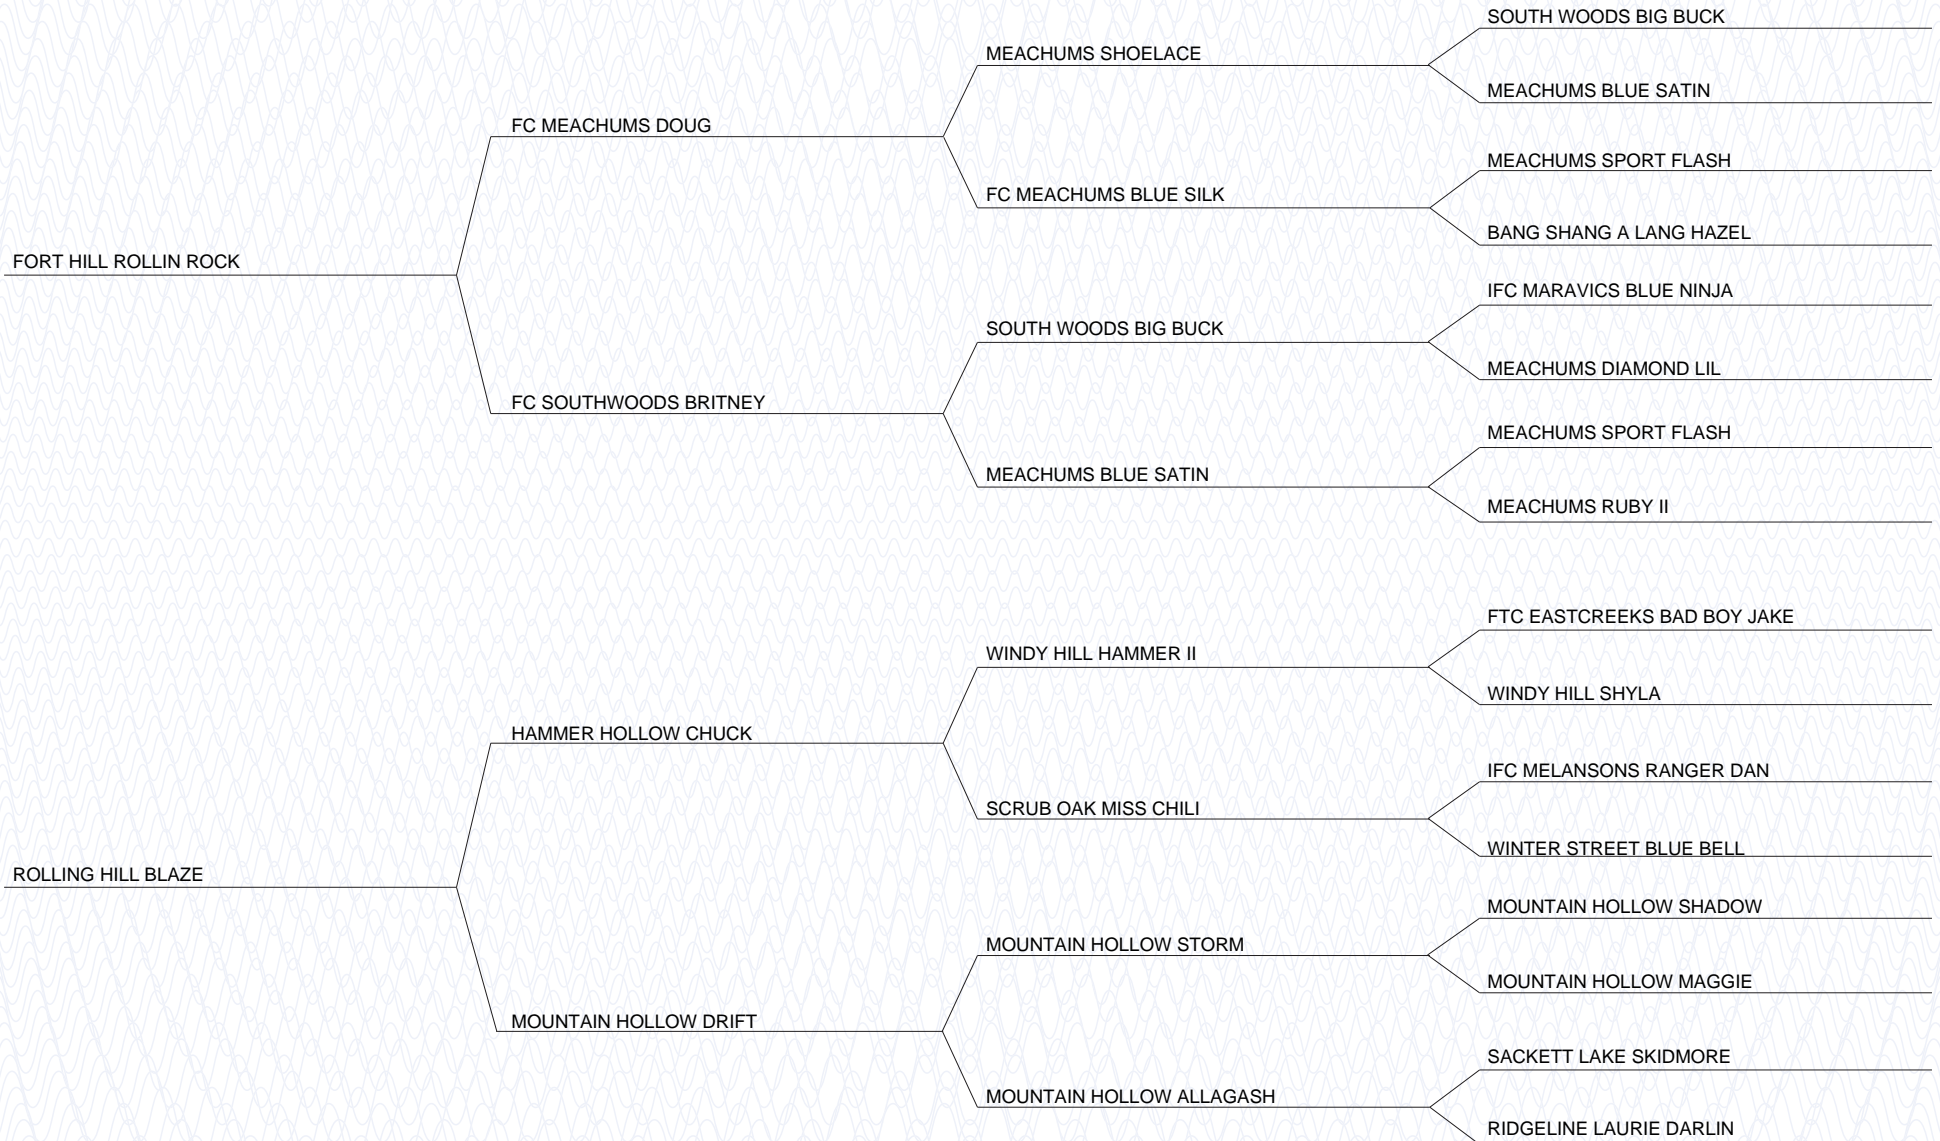 SOUTH WOODS BIG BUCK
MEACHUMS SHOELACE
MEACHUMS BLUE SATIN
FC MEACHUMS DOUG
MEACHUMS SPORT FLASH
FC MEACHUMS BLUE SILK
BANG SHANG A LANG HAZEL
FORT HILL ROLLIN ROCK
IFC MARAVICS BLUE NINJA
SOUTH WOODS BIG BUCK
MEACHUMS DIAMOND LIL
FC SOUTHWOODS BRITNEY
MEACHUMS SPORT FLASH
MEACHUMS BLUE SATIN
MEACHUMS RUBY II
FTC EASTCREEKS BAD BOY JAKE
WINDY HILL HAMMER II
WINDY HILL SHYLA
HAMMER HOLLOW CHUCK
IFC MELANSONS RANGER DAN
SCRUB OAK MISS CHILI
WINTER STREET BLUE BELL
ROLLING HILL BLAZE
MOUNTAIN HOLLOW SHADOW
MOUNTAIN HOLLOW STORM
MOUNTAIN HOLLOW MAGGIE
MOUNTAIN HOLLOW DRIFT
SACKETT LAKE SKIDMORE
MOUNTAIN HOLLOW ALLAGASH
RIDGELINE LAURIE DARLIN